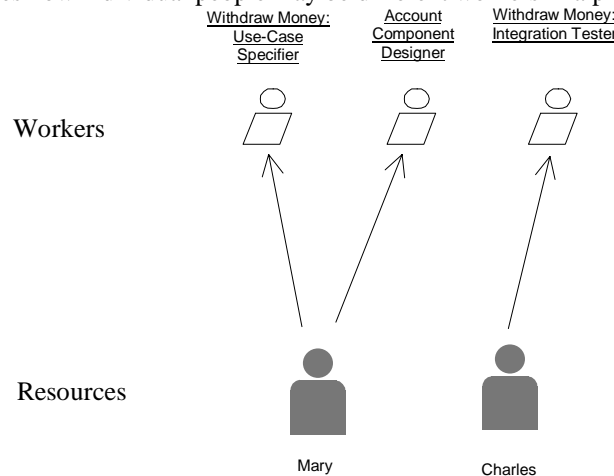 Withdraw Money:
Use-Case
Specifier
Account
Component
Designer
Withdraw Money:
Integration Tester
Workers
Resources
Mary
Charles